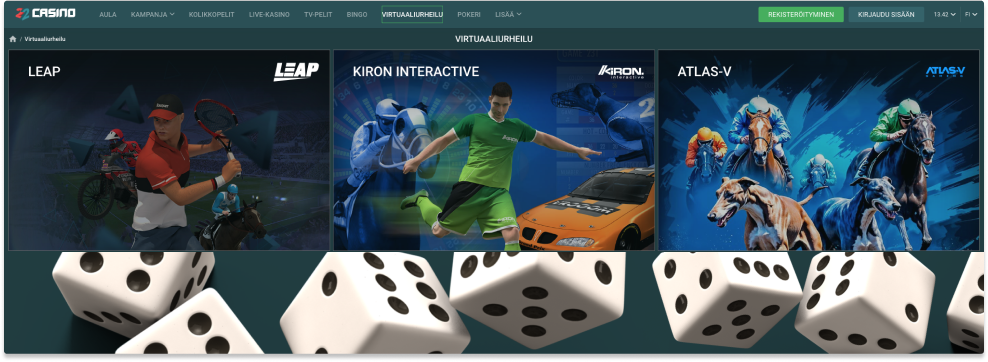 22 CASINO
AULA KAMPANJA KOLIKKOPELIT LIVE-KASINO TV-PELIT BINGO VIRTUAALIURHEILU POKERI LISÄÄ REKISTERÖITYMINEN KIRJAUDU SISÄÄN 13.42 FI
/ Virtuaaliurheilu
VIRTUAALIURHEILU
LEAP
LEAP
KIRON INTERACTIVE
KIRON.
interactive
ATLAS-V
ATLAS-V
GAMING